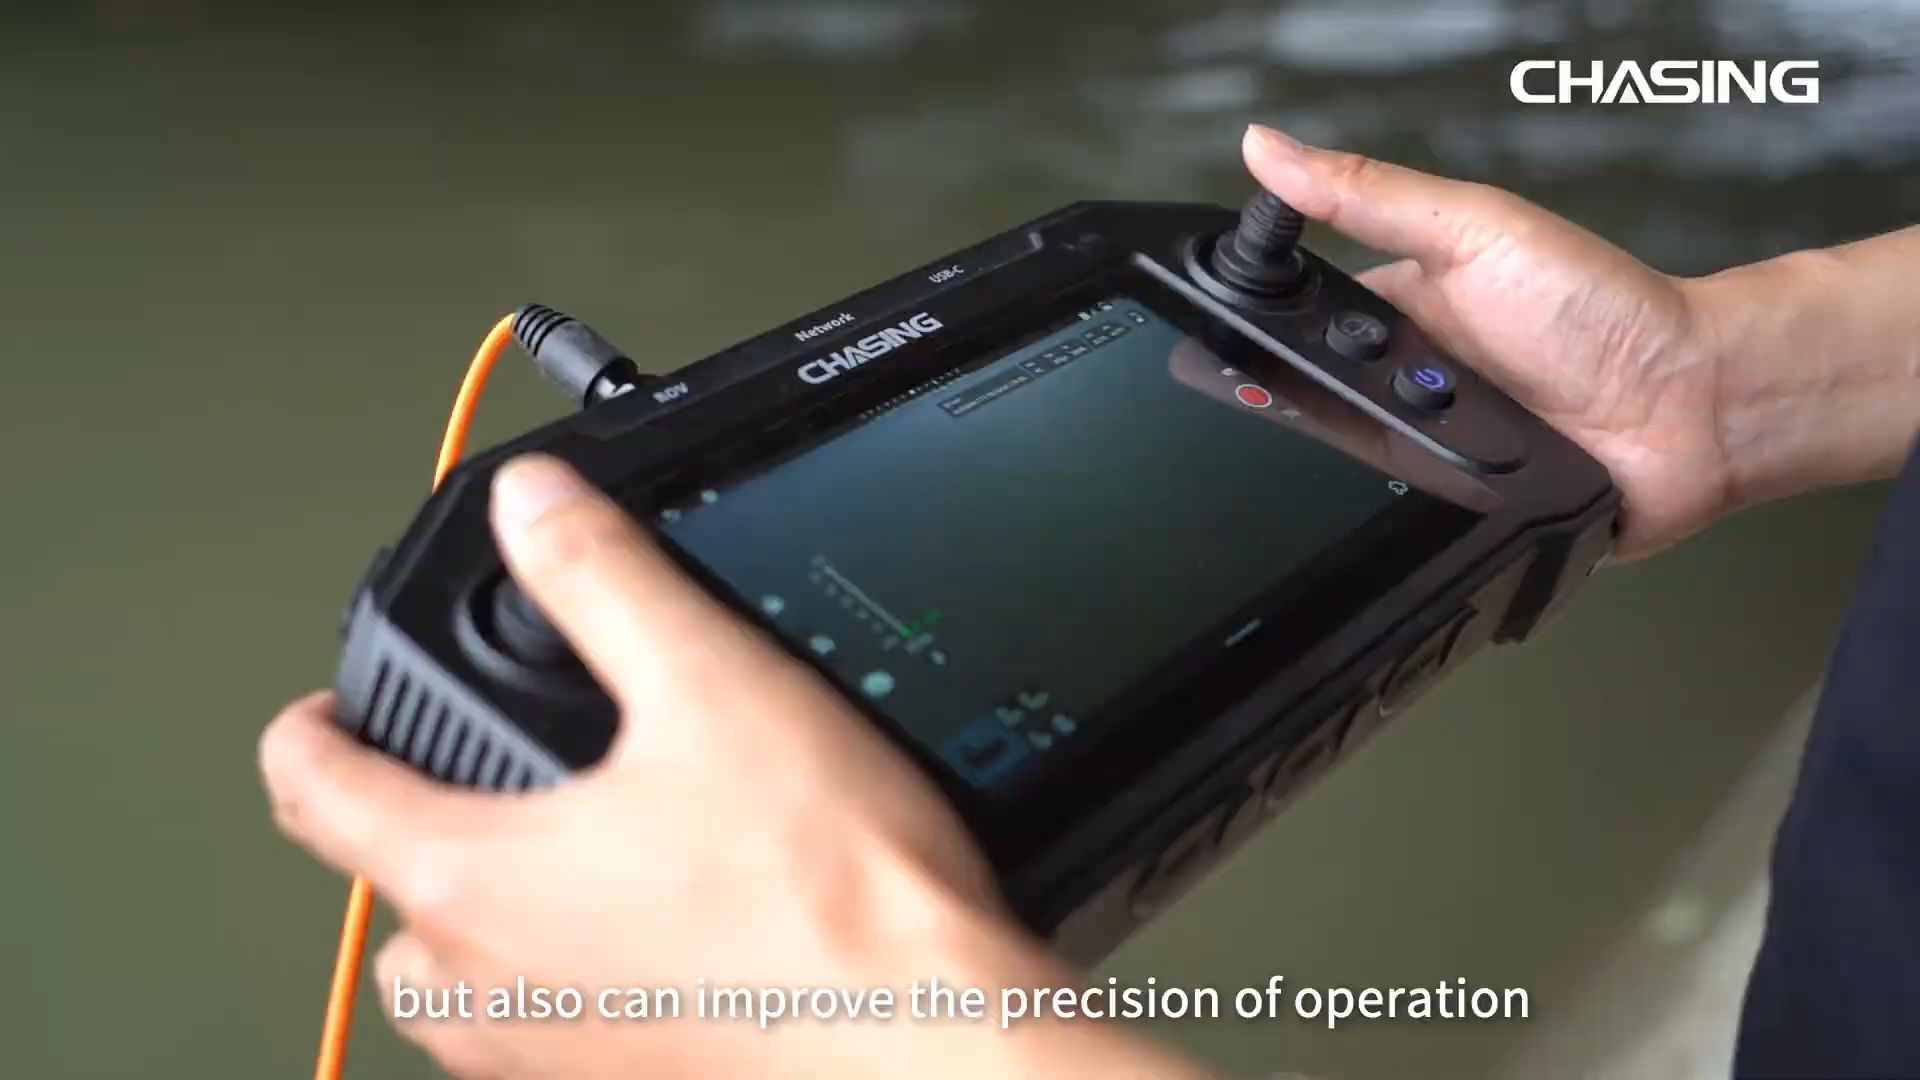 CHASING
USB-C
Network
CHASING
ROV
but also can improve the precision of operation